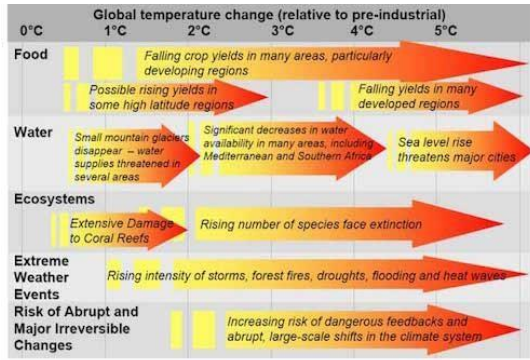 Global temperature change (relative to pre-industrial)
0°C 1°C 2°C 3°C 4°C 5°C
Food
Falling crop yields in many areas, particularly
developing regions
Possible rising yields in
some high latitude regions
Falling yields in many
developed regions
Water
Small mountain glaciers
disappear – water
supplies threatened in
several areas
Significant decreases in water
availability in many areas, including
Mediterranean and Southern Africa
Sea level rise
threatens major cities
Ecosystems
Extensive Damage
to Coral Reefs
Rising number of species face extinction
Extreme
Weather
Events
Rising intensity of storms, forest fires, droughts, flooding and heat waves
Risk of Abrupt and
Major Irreversible
Changes
Increasing risk of dangerous feedbacks and
abrupt, large-scale shifts in the climate system